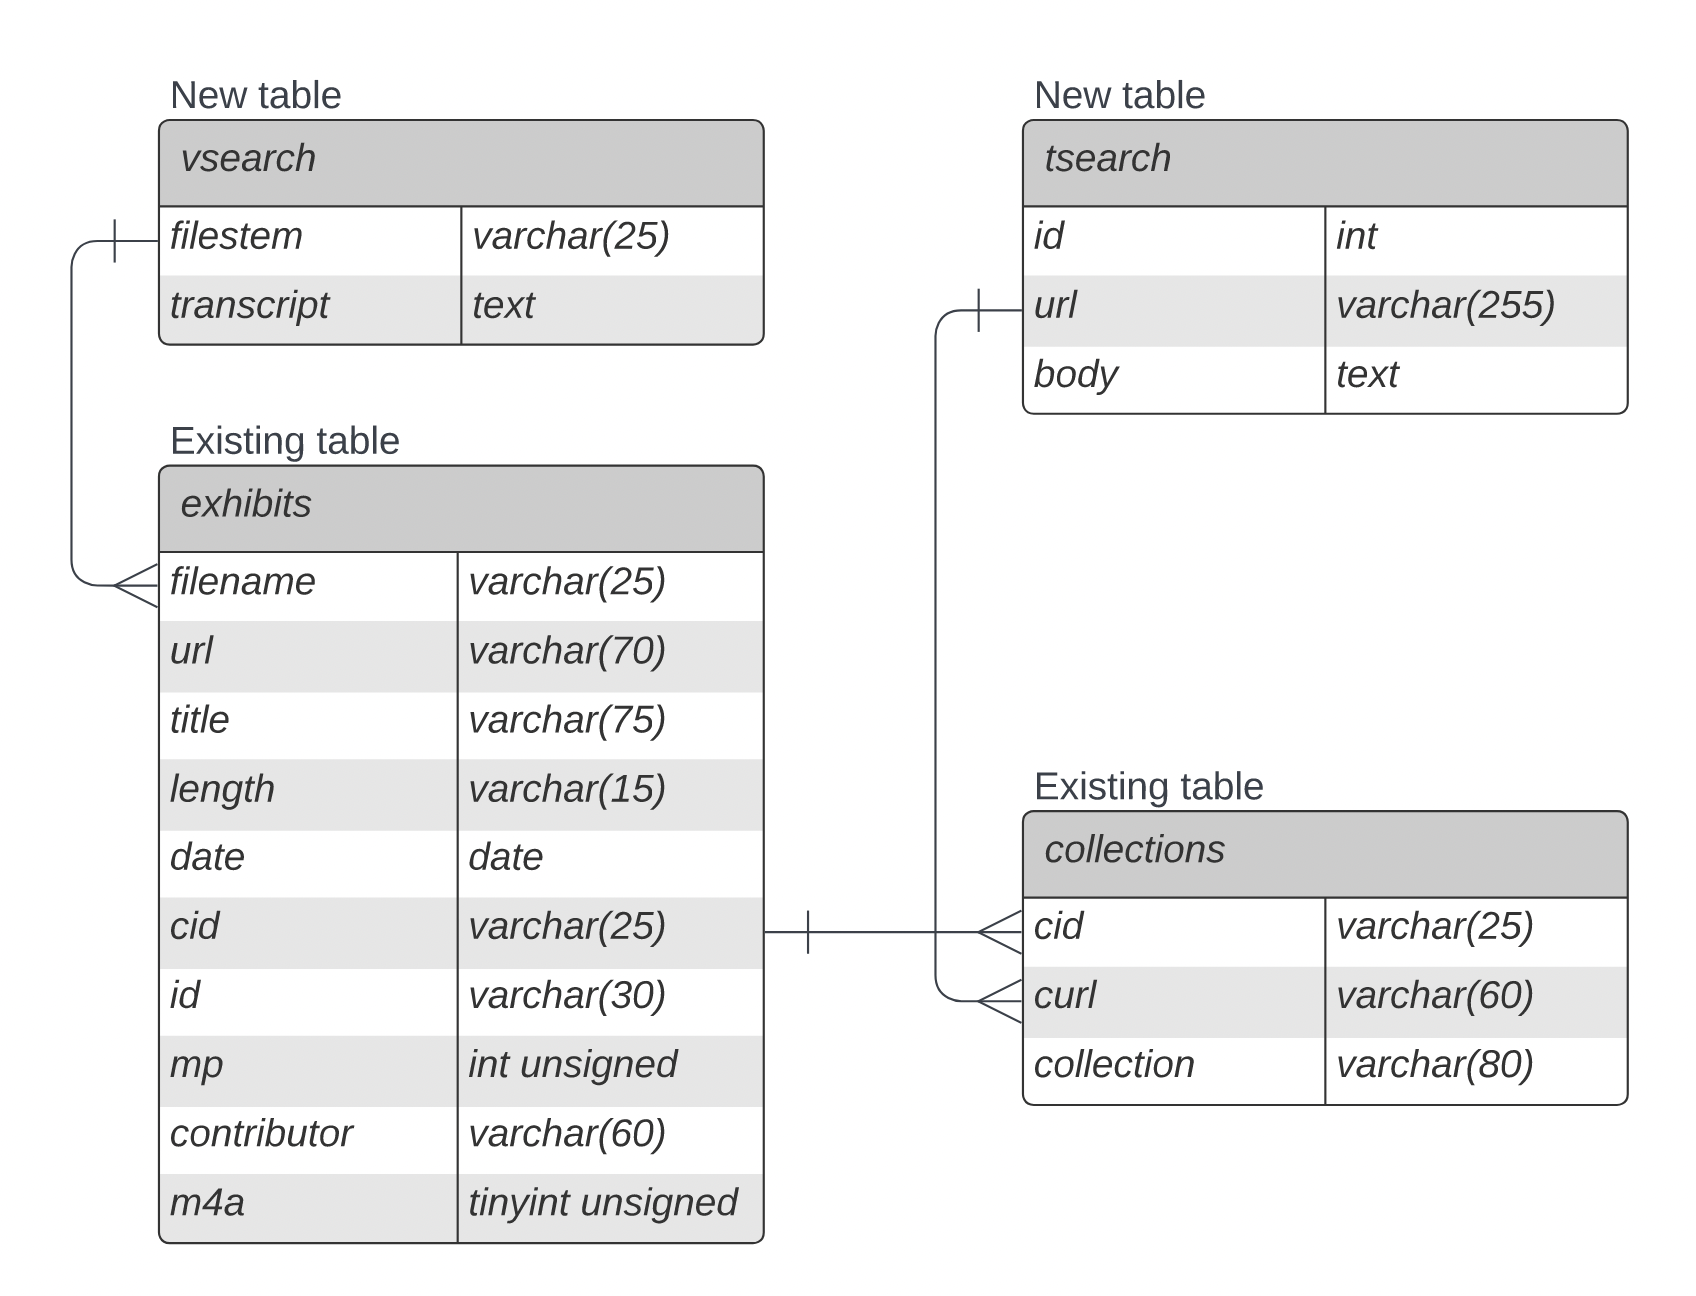 New table
vsearch
filestem varchar(25)
transcript text
Existing table
exhibits
filename varchar(25)
url varchar(70)
title varchar(75)
length varchar(15)
date date
cid varchar(25)
id varchar(30)
mp int unsigned
contributor varchar(60)
m4a tinyint unsigned
New table
tsearch
id int
url varchar(255)
body text
Existing table
collections
cid varchar(25)
curl varchar(60)
collection varchar(80)